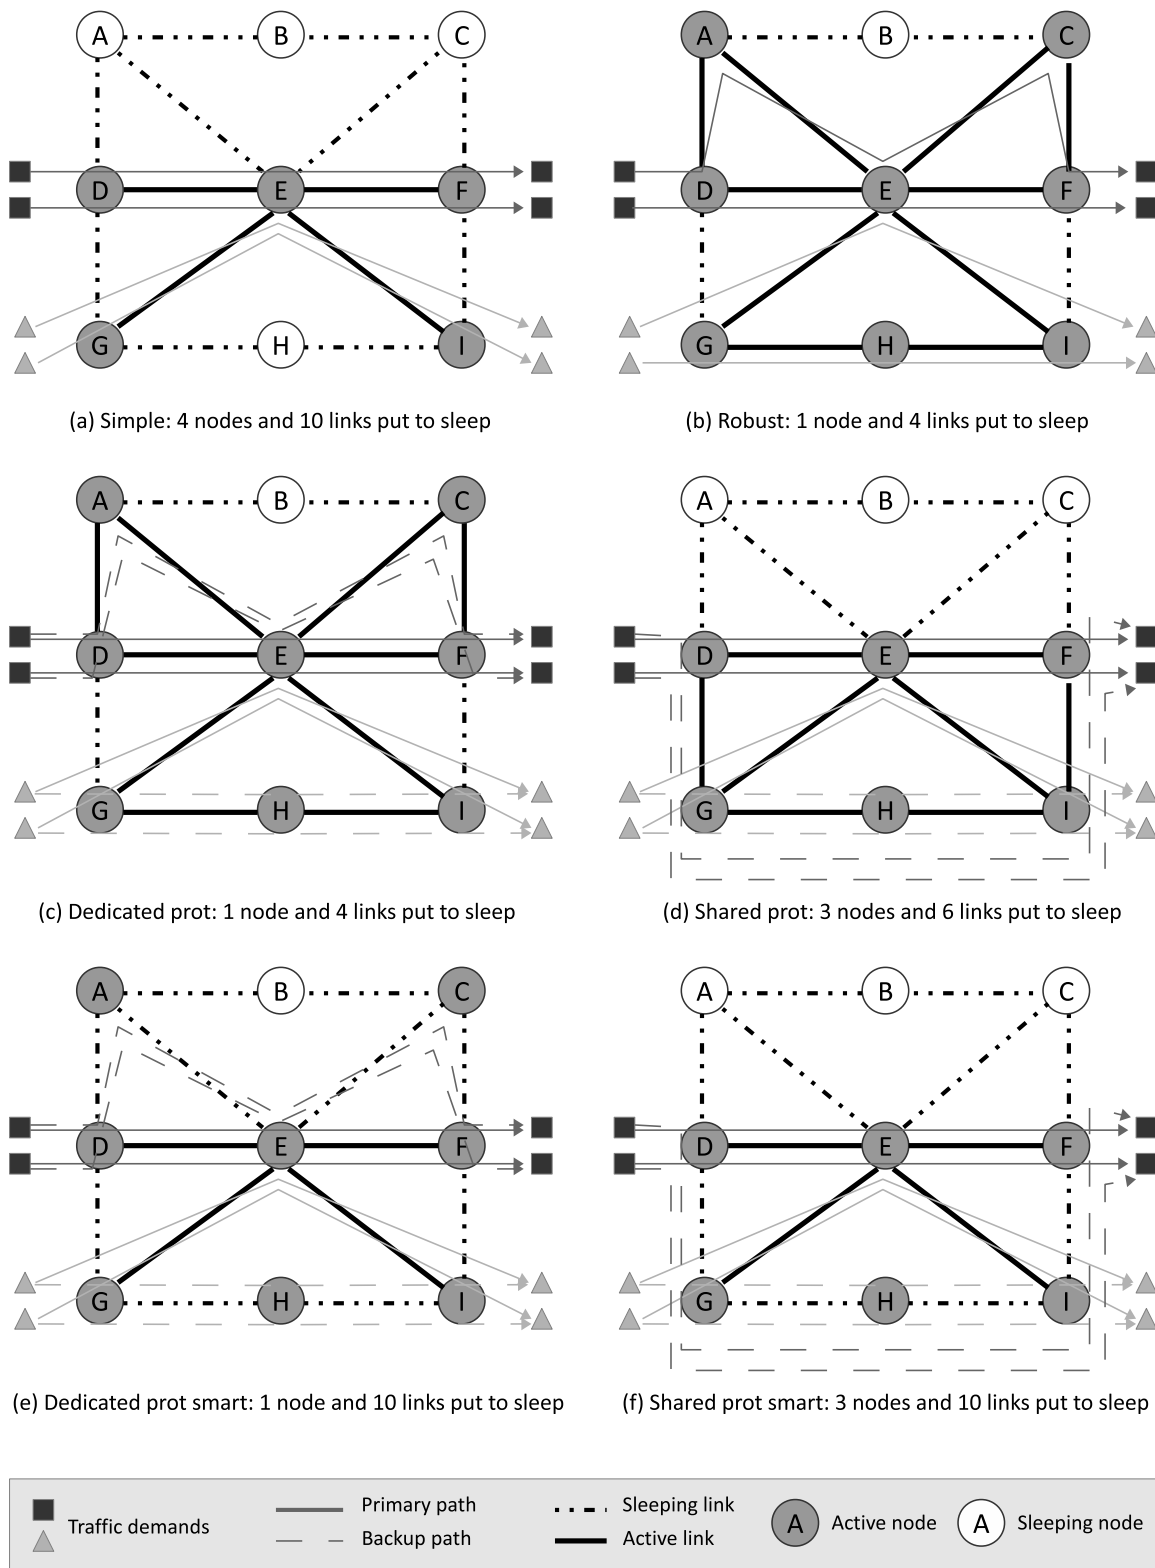 A B C A B C
D E F D E F
G H I G H I
(a) Simple: 4 nodes and 10 links put to sleep
(b) Robust: 1 node and 4 links put to sleep
A B C A B C
D E F D E F
G H I G H I
(c) Dedicated prot: 1 node and 4 links put to sleep
(d) Shared prot: 3 nodes and 6 links put to sleep
A B C A B C
D E F D E F
G H I G H I
(e) Dedicated prot smart: 1 node and 10 links put to sleep
(f) Shared prot smart: 3 nodes and 10 links put to sleep
Traffic demands
Primary path
Backup path
Sleeping link
Active link
A Active node
A Sleeping node